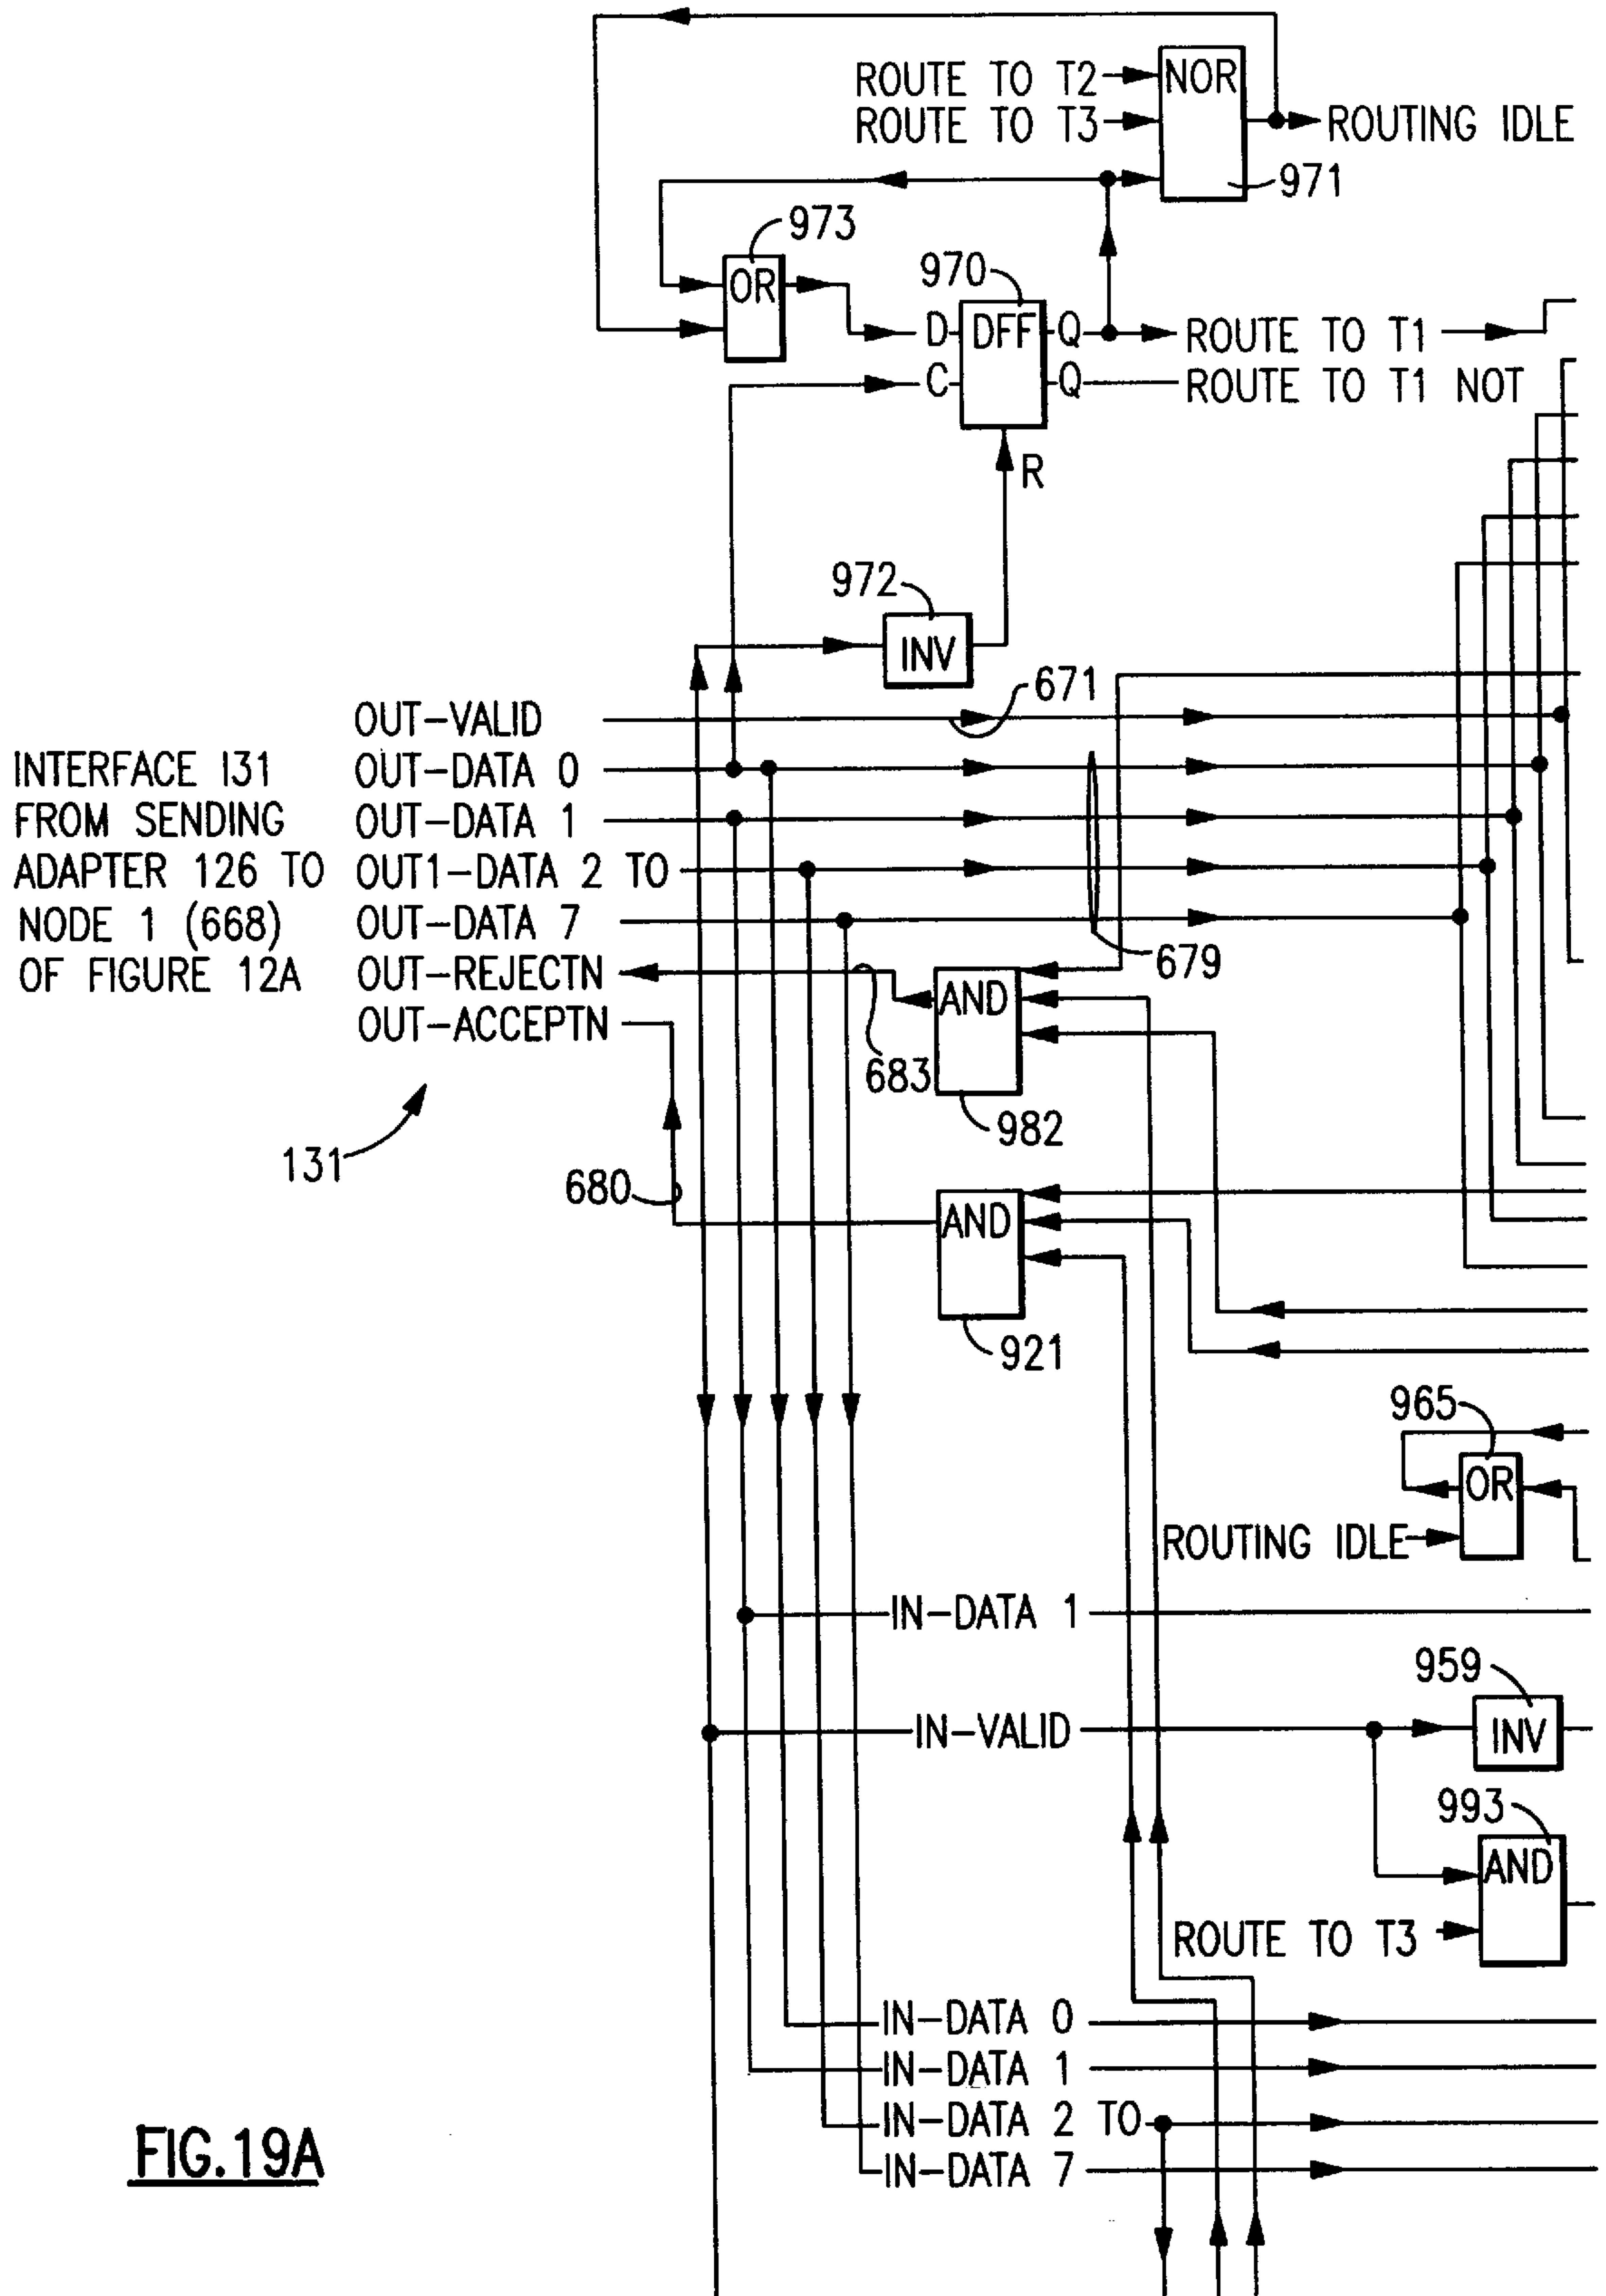 ROUTE TO T2
NOR
ROUTE TO T3
ROUTING IDLE
971
973
OR
970
D
DFF
Q
ROUTE TO T1
C
Q
ROUTE TO T1 NOT
R
972
INV
671
OUT-VALID
INTERFACE I31
OUT-DATA 0
FROM SENDING
OUT-DATA 1
ADAPTER 126 TO
OUT1-DATA 2 TO
NODE 1 (668)
OUT-DATA 7
OF FIGURE 12A
OUT-REJECTN
679
AND
OUT-ACCEPTN
683
982
131
680
AND
921
965
OR
ROUTING IDLE
IN-DATA 1
959
IN-VALID
INV
993
AND
ROUTE TO T3
IN-DATA 0
IN-DATA 1
IN-DATA 2 TO
IN-DATA 7
FIG.19A